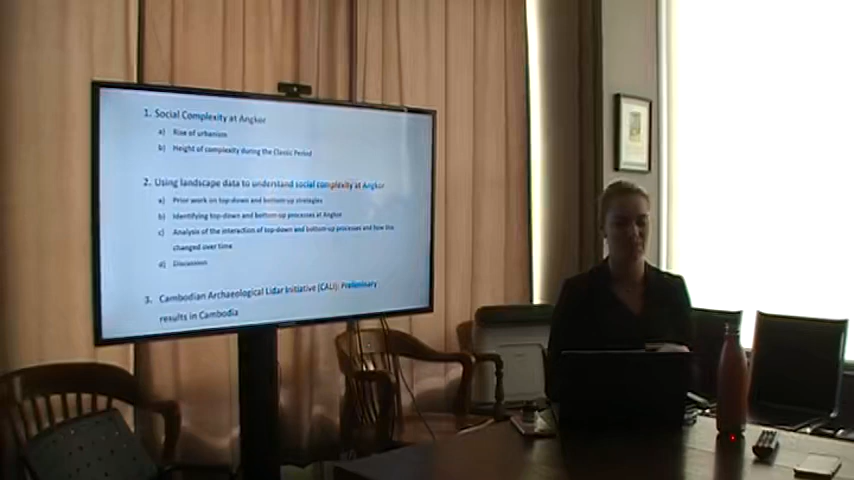 1. Social Complexity at Angkor
a) Rise of urbanism
b) Height of complexity during the Classic Period
2. Using landscape data to understand social complexity at Angkor
a) Prior work on top-down and bottom-up strategies
b) Identifying top-down and bottom-up processes at Angkor
c) Analysis of the interaction of top-down and bottom-up processes and how this
changed over time
d) Discussion
3. Cambodian Archaeological Lidar Initiative (CALI): Preliminary
results in Cambodia